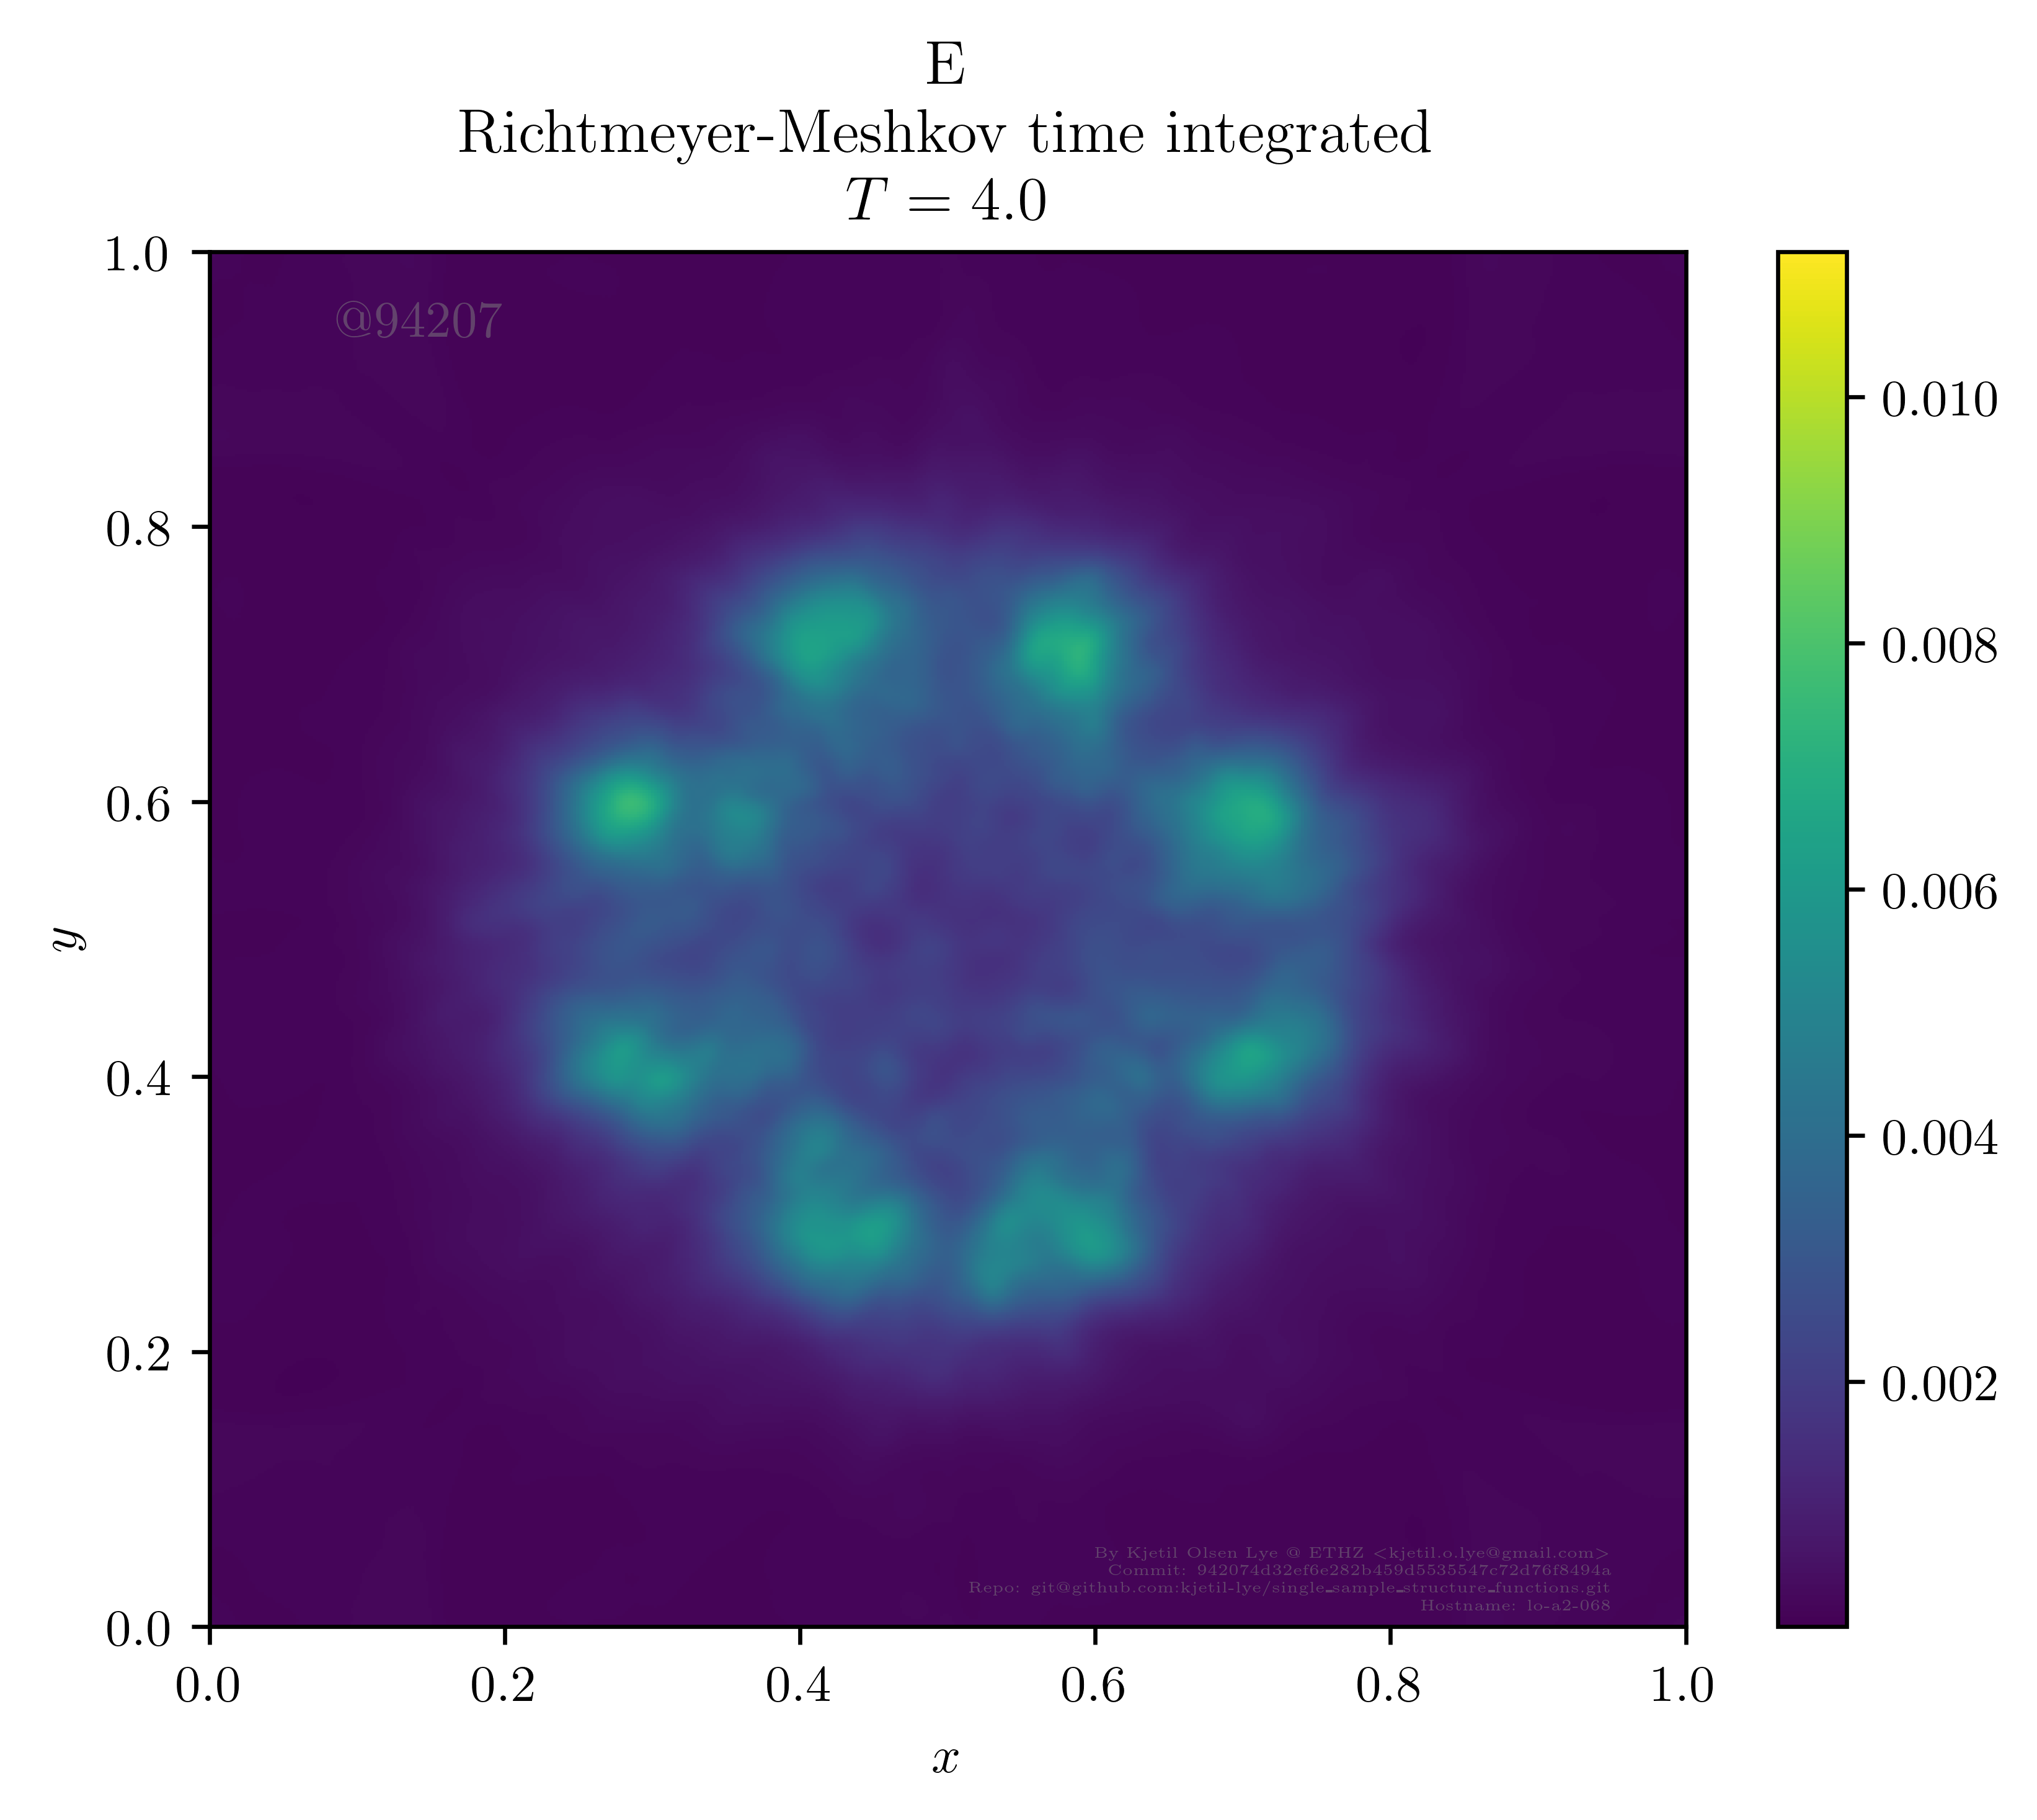 E
Richtmeyer-Meshkov time integrated
T = 4.0
@94207
1.0
0.8
0.6
0.4
0.2
0.0
y
0.0 0.2 0.4 0.6 0.8 1.0
x
0.010
0.008
0.006
0.004
0.002
By Kjetil Olsen Lye @ ETHZ <kjetil.o.lye@gmail.com>
Commit: 942074d32ef6e282b459d5535547c72d76f8494a
Repo: git@github.com:kjetil-lye/single_sample_structure_functions.git
Hostname: lo-a2-068